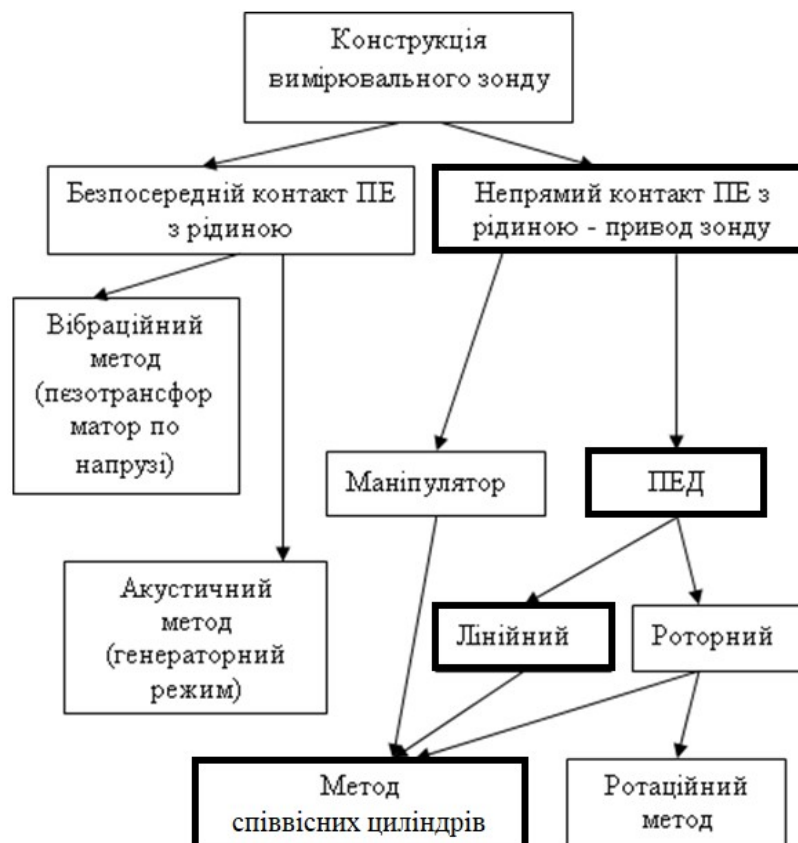 Конструкція
вимірювального зонду
Безпосередній контакт ПЕ
з рідиною
Непрямий контакт ПЕ з
рідиною - привод зонду
Вібраційний
метод
(пєзотрансфор
матор по
напрузі)
Маніпулятор
ПЕД
Акустичний
метод
(генераторний
режим)
Лінійний
Роторний
Метод
співвісних циліндрів
Ротаційний
метод